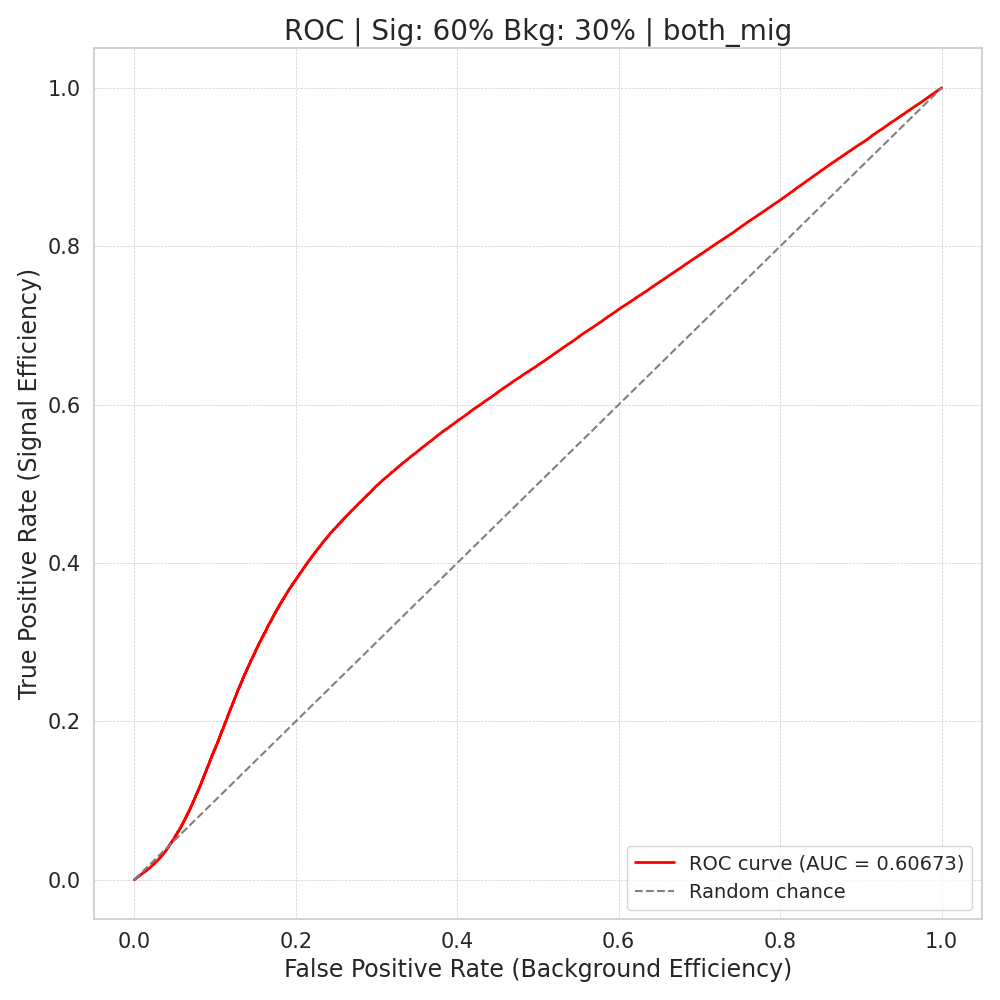 ROC | Sig: 60% Bkg: 30% | both_mig
True Positive Rate (Signal Efficiency)
1.0
0.8
0.6
0.4
0.2
0.0
0.0 0.2 0.4 0.6 0.8 1.0
False Positive Rate (Background Efficiency)
ROC curve (AUC = 0.60673)
Random chance